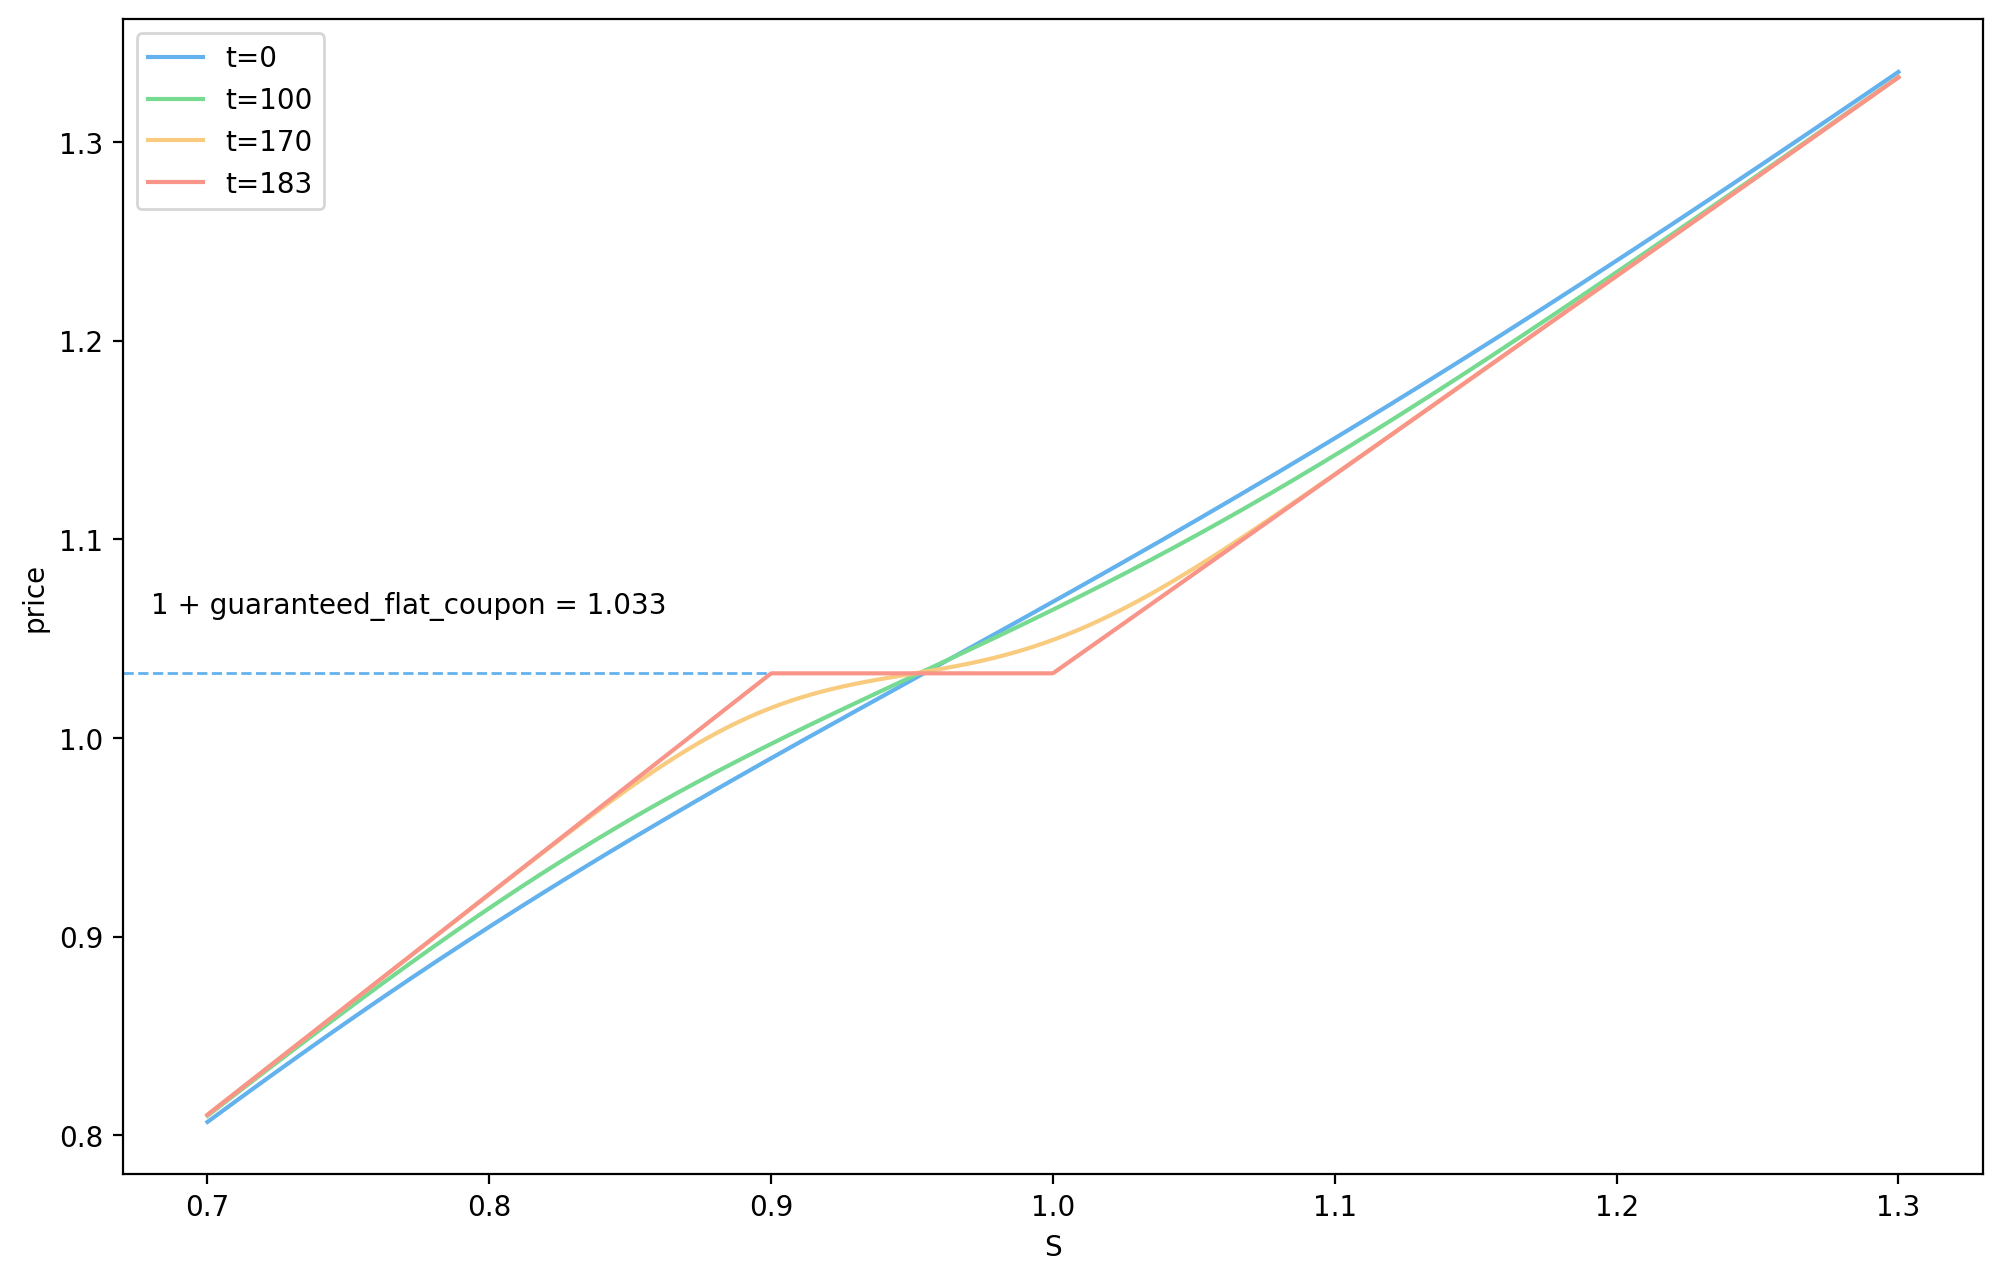 t=0
t=100
t=170
t=183
1.3
1.2
1.1
1.0
0.9
0.8
price
1 + guaranteed_flat_coupon = 1.033
0.7 0.8 0.9 1.0 1.1 1.2 1.3
S